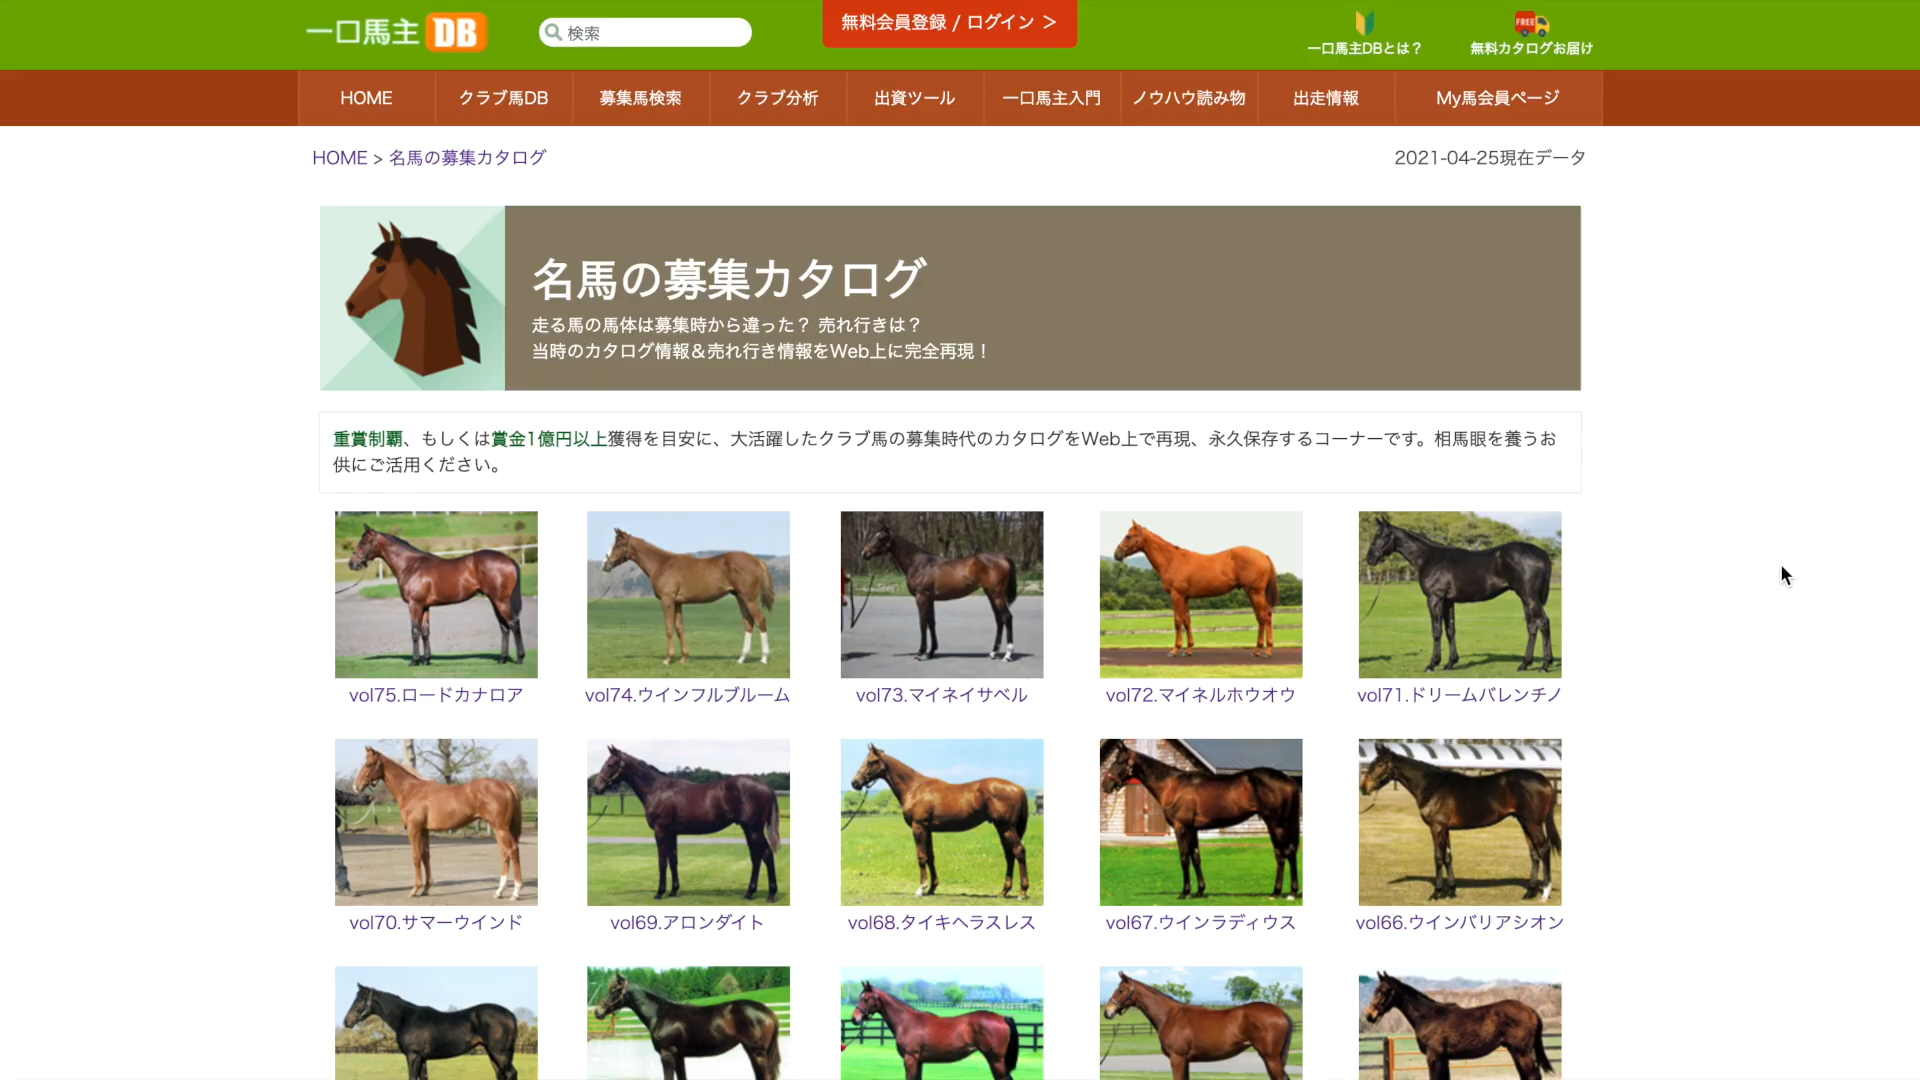 一口馬主DB
検索
無料会員登録 / ログイン ＞
一口馬主DBとは？
FREE
無料カタログお届け
HOME
クラブ馬DB
募集馬検索
クラブ分析
出資ツール
一口馬主入門
ノウハウ読み物
出走情報
My馬会員ページ
HOME > 名馬の募集カタログ
2021-04-25現在データ
名馬の募集カタログ
走る馬の馬体は募集時から違った？ 売れ行きは？
当時のカタログ情報＆売れ行き情報をWeb上に完全再現！
重賞制覇、もしくは賞金1億円以上獲得を目安に、大活躍したクラブ馬の募集時代のカタログをWeb上で再現、永久保存するコーナーです。相馬眼を養うお
供にご活用ください。
vol75.ロードカナロア
vol74.ウインフルブルーム
vol73.マイネイサベル
vol72.マイネルホウオウ
vol71.ドリームバレンチノ
vol70.サマーウインド
vol69.アロンダイト
vol68.タイキヘラスレス
vol67.ウインラディウス
vol66.ウインバリアシオン